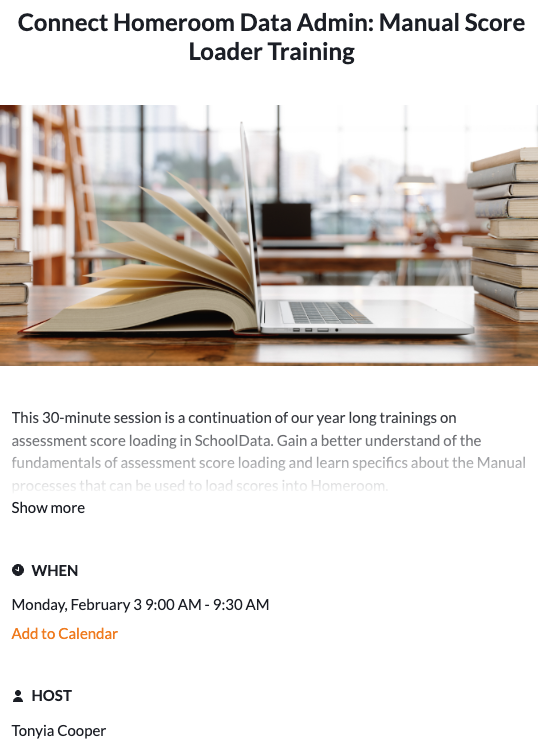 Connect Homeroom Data Admin: Manual Score
Loader Training
This 30-minute session is a continuation of our year long trainings on
assessment score loading in SchoolData. Gain a better understand of the
fundamentals of assessment score loading and learn specifics about the Manual
processes that can be used to load scores into Homeroom.
Show more
WHEN
Monday, February 3 9:00 AM - 9:30 AM
Add to Calendar
HOST
Tonyia Cooper